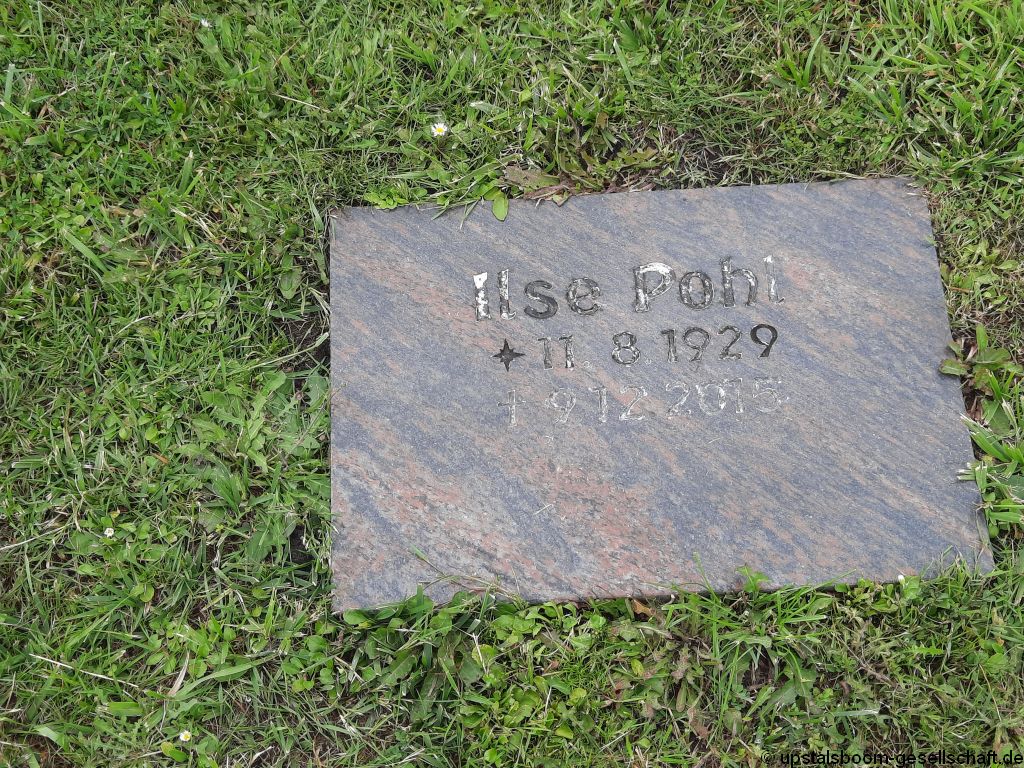 Ilse Pohl
✦ 11. 8.1929
† 9.12.2015
© upstalsboom-gesellschaft.de